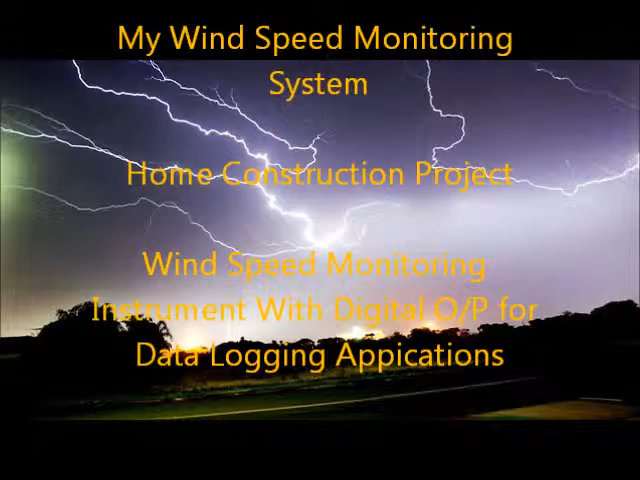 My Wind Speed Monitoring
System
Home Construction Project
Wind Speed Monitoring
Instrument With Digital O/P for
Data Logging Appications